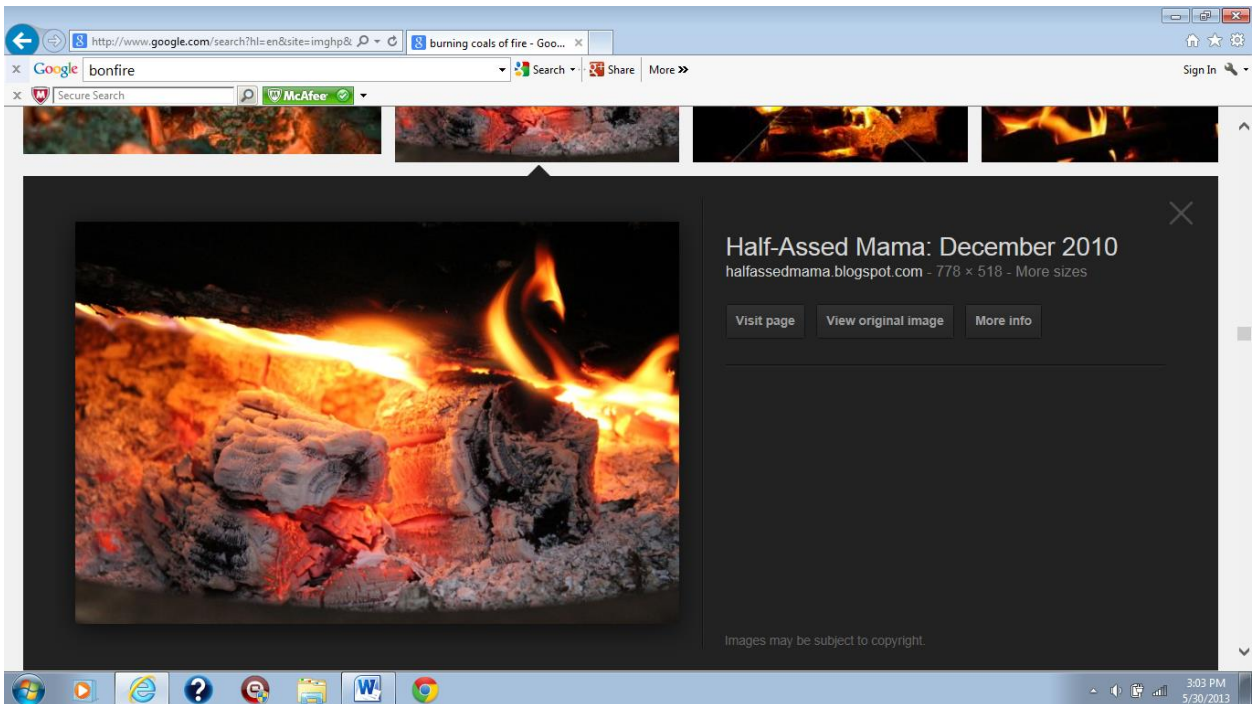 http://www.google.com/search?hl=en&site=imghp&
burning coals of fire - Goo...
Google bonfire Search Share More » Sign In
Secure Search McAfee
Half-Assed Mama: December 2010
halfassedmama.blogspot.com - 778 × 518 - More sizes
Visit page View original image More info
Images may be subject to copyright.
3:03 PM
5/30/2013